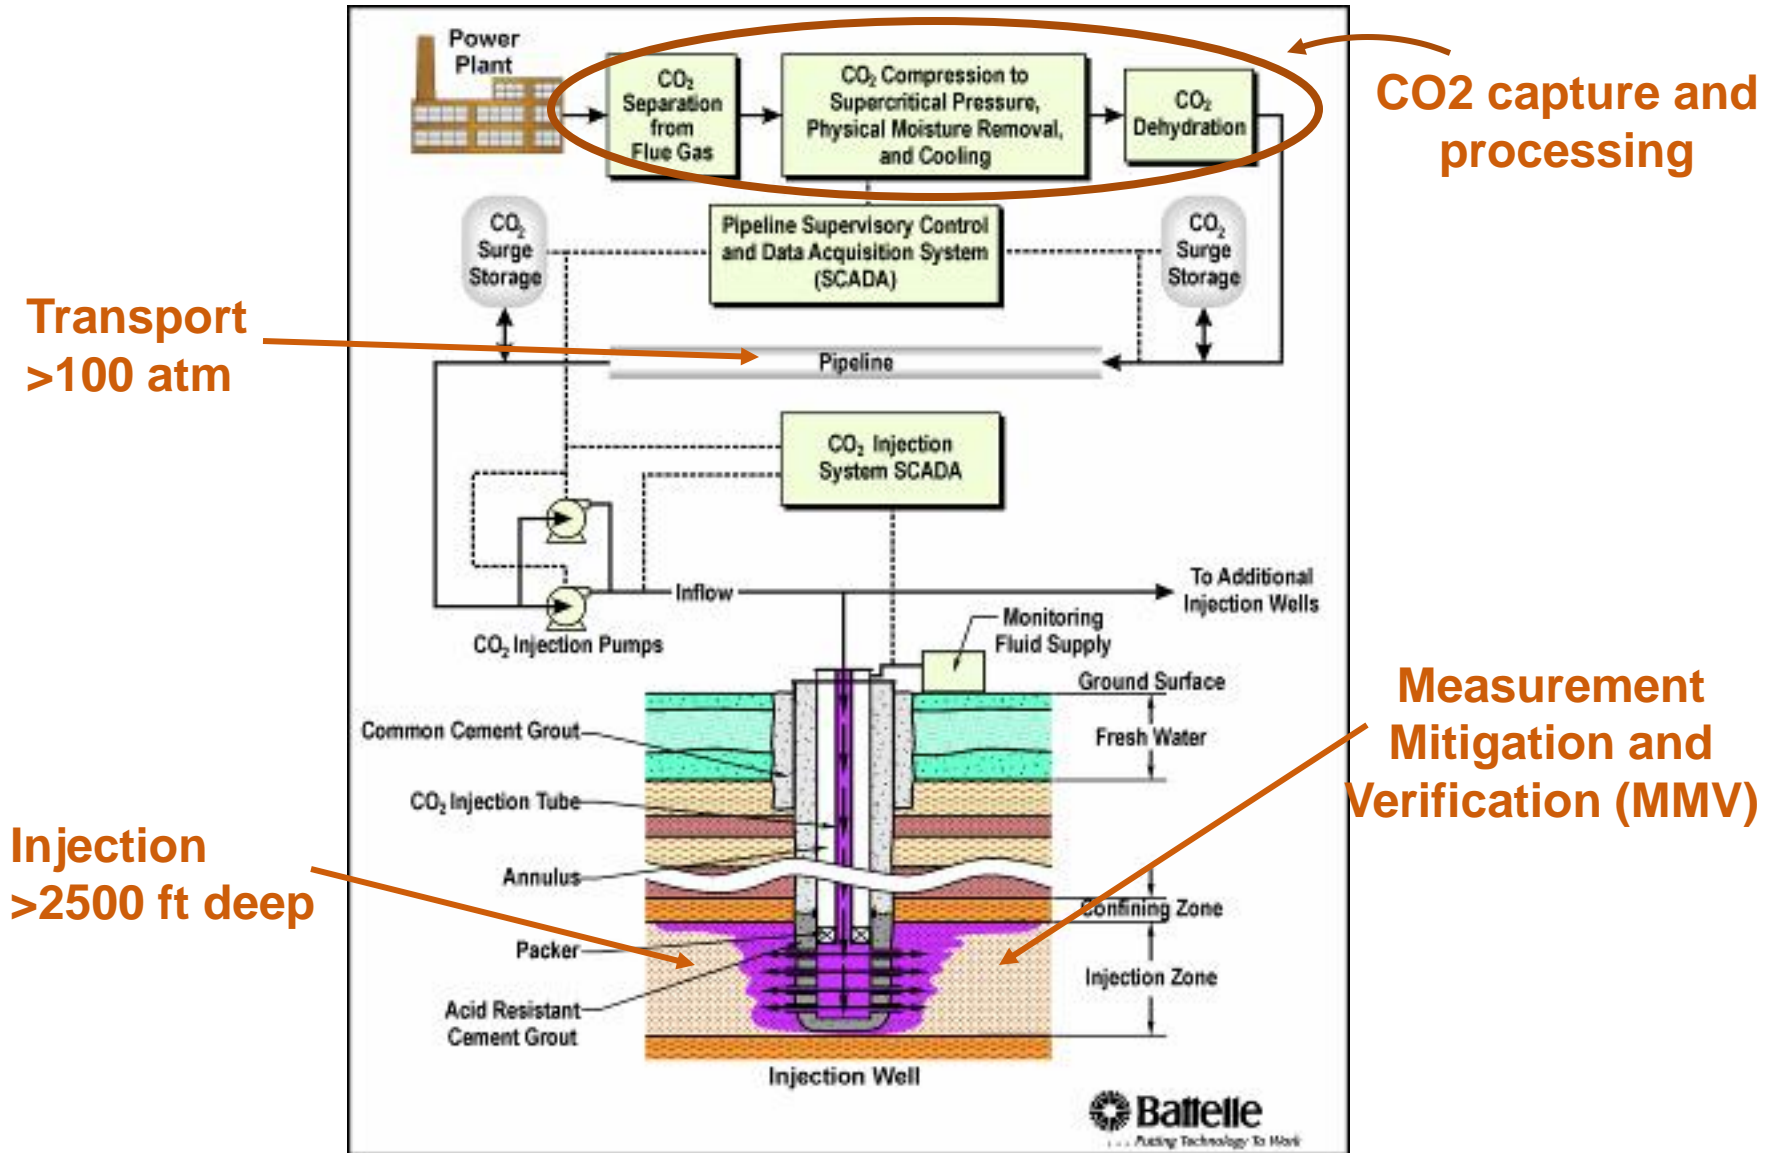 Power
Plant
CO₂
Separation
from
Flue Gas
CO₂ Compression to
Supercritical Pressure,
Physical Moisture Removal,
and Cooling
CO₂
Dehydration
CO2 capture and
processing
CO₂
Surge
Storage
Pipeline Supervisory Control
and Data Acquisition System
(SCADA)
CO₂
Surge
Storage
Transport
>100 atm
Pipeline
CO₂ Injection
System SCADA
Inflow
To Additional
Injection Wells
CO₂ Injection Pumps
Monitoring
Fluid Supply
Ground Surface
Fresh Water
Measurement
Mitigation and
Verification (MMV)
Common Cement Grout
CO₂ Injection Tube
Injection
>2500 ft deep
Annulus
Confining Zone
Packer
Injection Zone
Acid Resistant
Cement Grout
Injection Well
Battelle
. . . Putting Technology To Work